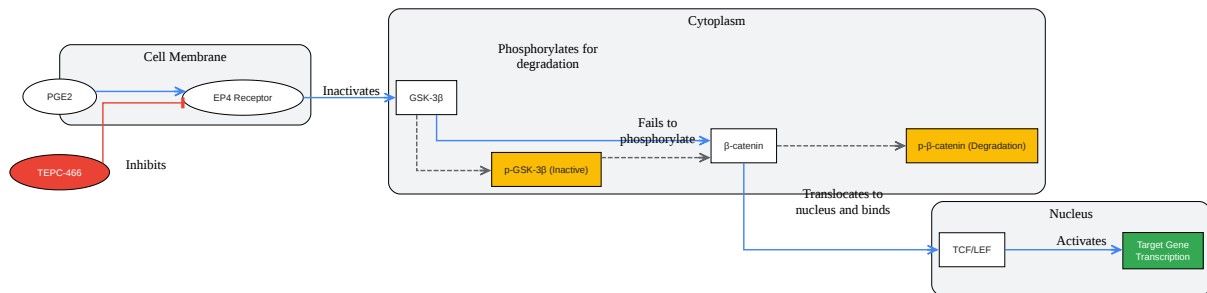 Cytoplasm
Phosphorylates for
degradation
Cell Membrane
PGE2
EP4 Receptor
Inactivates
GSK-3β
Fails to
phosphorylate
β-catenin
p-β-catenin (Degradation)
p-GSK-3β (Inactive)
TEPC-466
Inhibits
Translocates to
nucleus and binds
Nucleus
TCF/LEF
Activates
Target Gene
Transcription